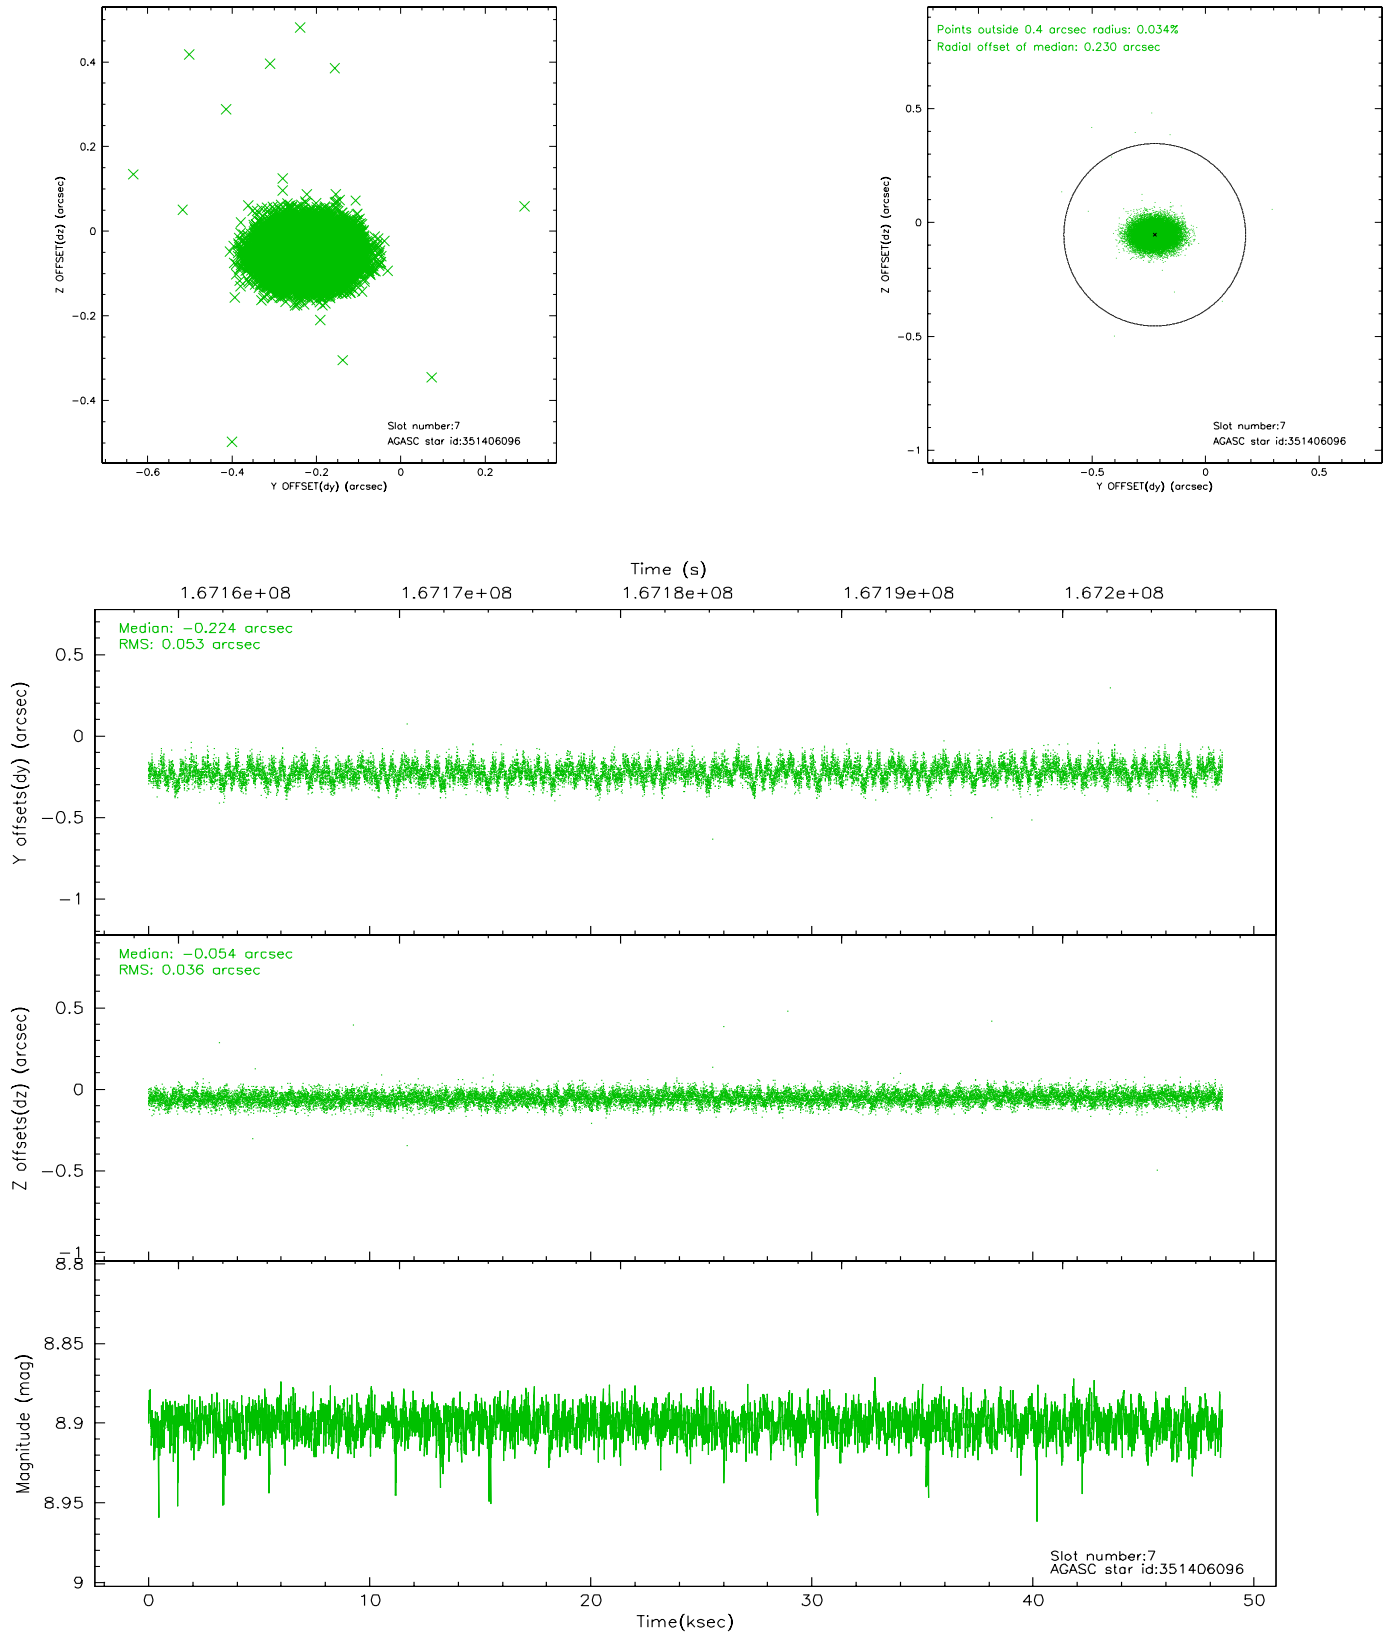 0.4
0.2
0
−0.2
−0.4
−0.6
−0.4
−0.2
0
0.2
Z OFFSET(dz) (arcsec)
Y OFFSET(dy) (arcsec)
Slot number:7
AGASC star id:351406096
Points outside 0.4 arcsec radius: 0.034%
Radial offset of median: 0.230 arcsec
0.5
0
−0.5
−1
−1
−0.5
0
0.5
Z OFFSET(dz) (arcsec)
Y OFFSET(dy) (arcsec)
Slot number:7
AGASC star id:351406096
Time (s)
1.6716e+08
1.6717e+08
1.6718e+08
1.6719e+08
1.672e+08
Median: −0.224 arcsec
RMS: 0.053 arcsec
0.5
0
−0.5
−1
Y offsets(dy) (arcsec)
Median: −0.054 arcsec
RMS: 0.036 arcsec
0.5
0
−0.5
−1
Z offsets(dz) (arcsec)
8.8
8.85
8.9
8.95
9
Magnitude (mag)
Slot number:7
AGASC star id:351406096
0
10
20
30
40
50
Time(ksec)